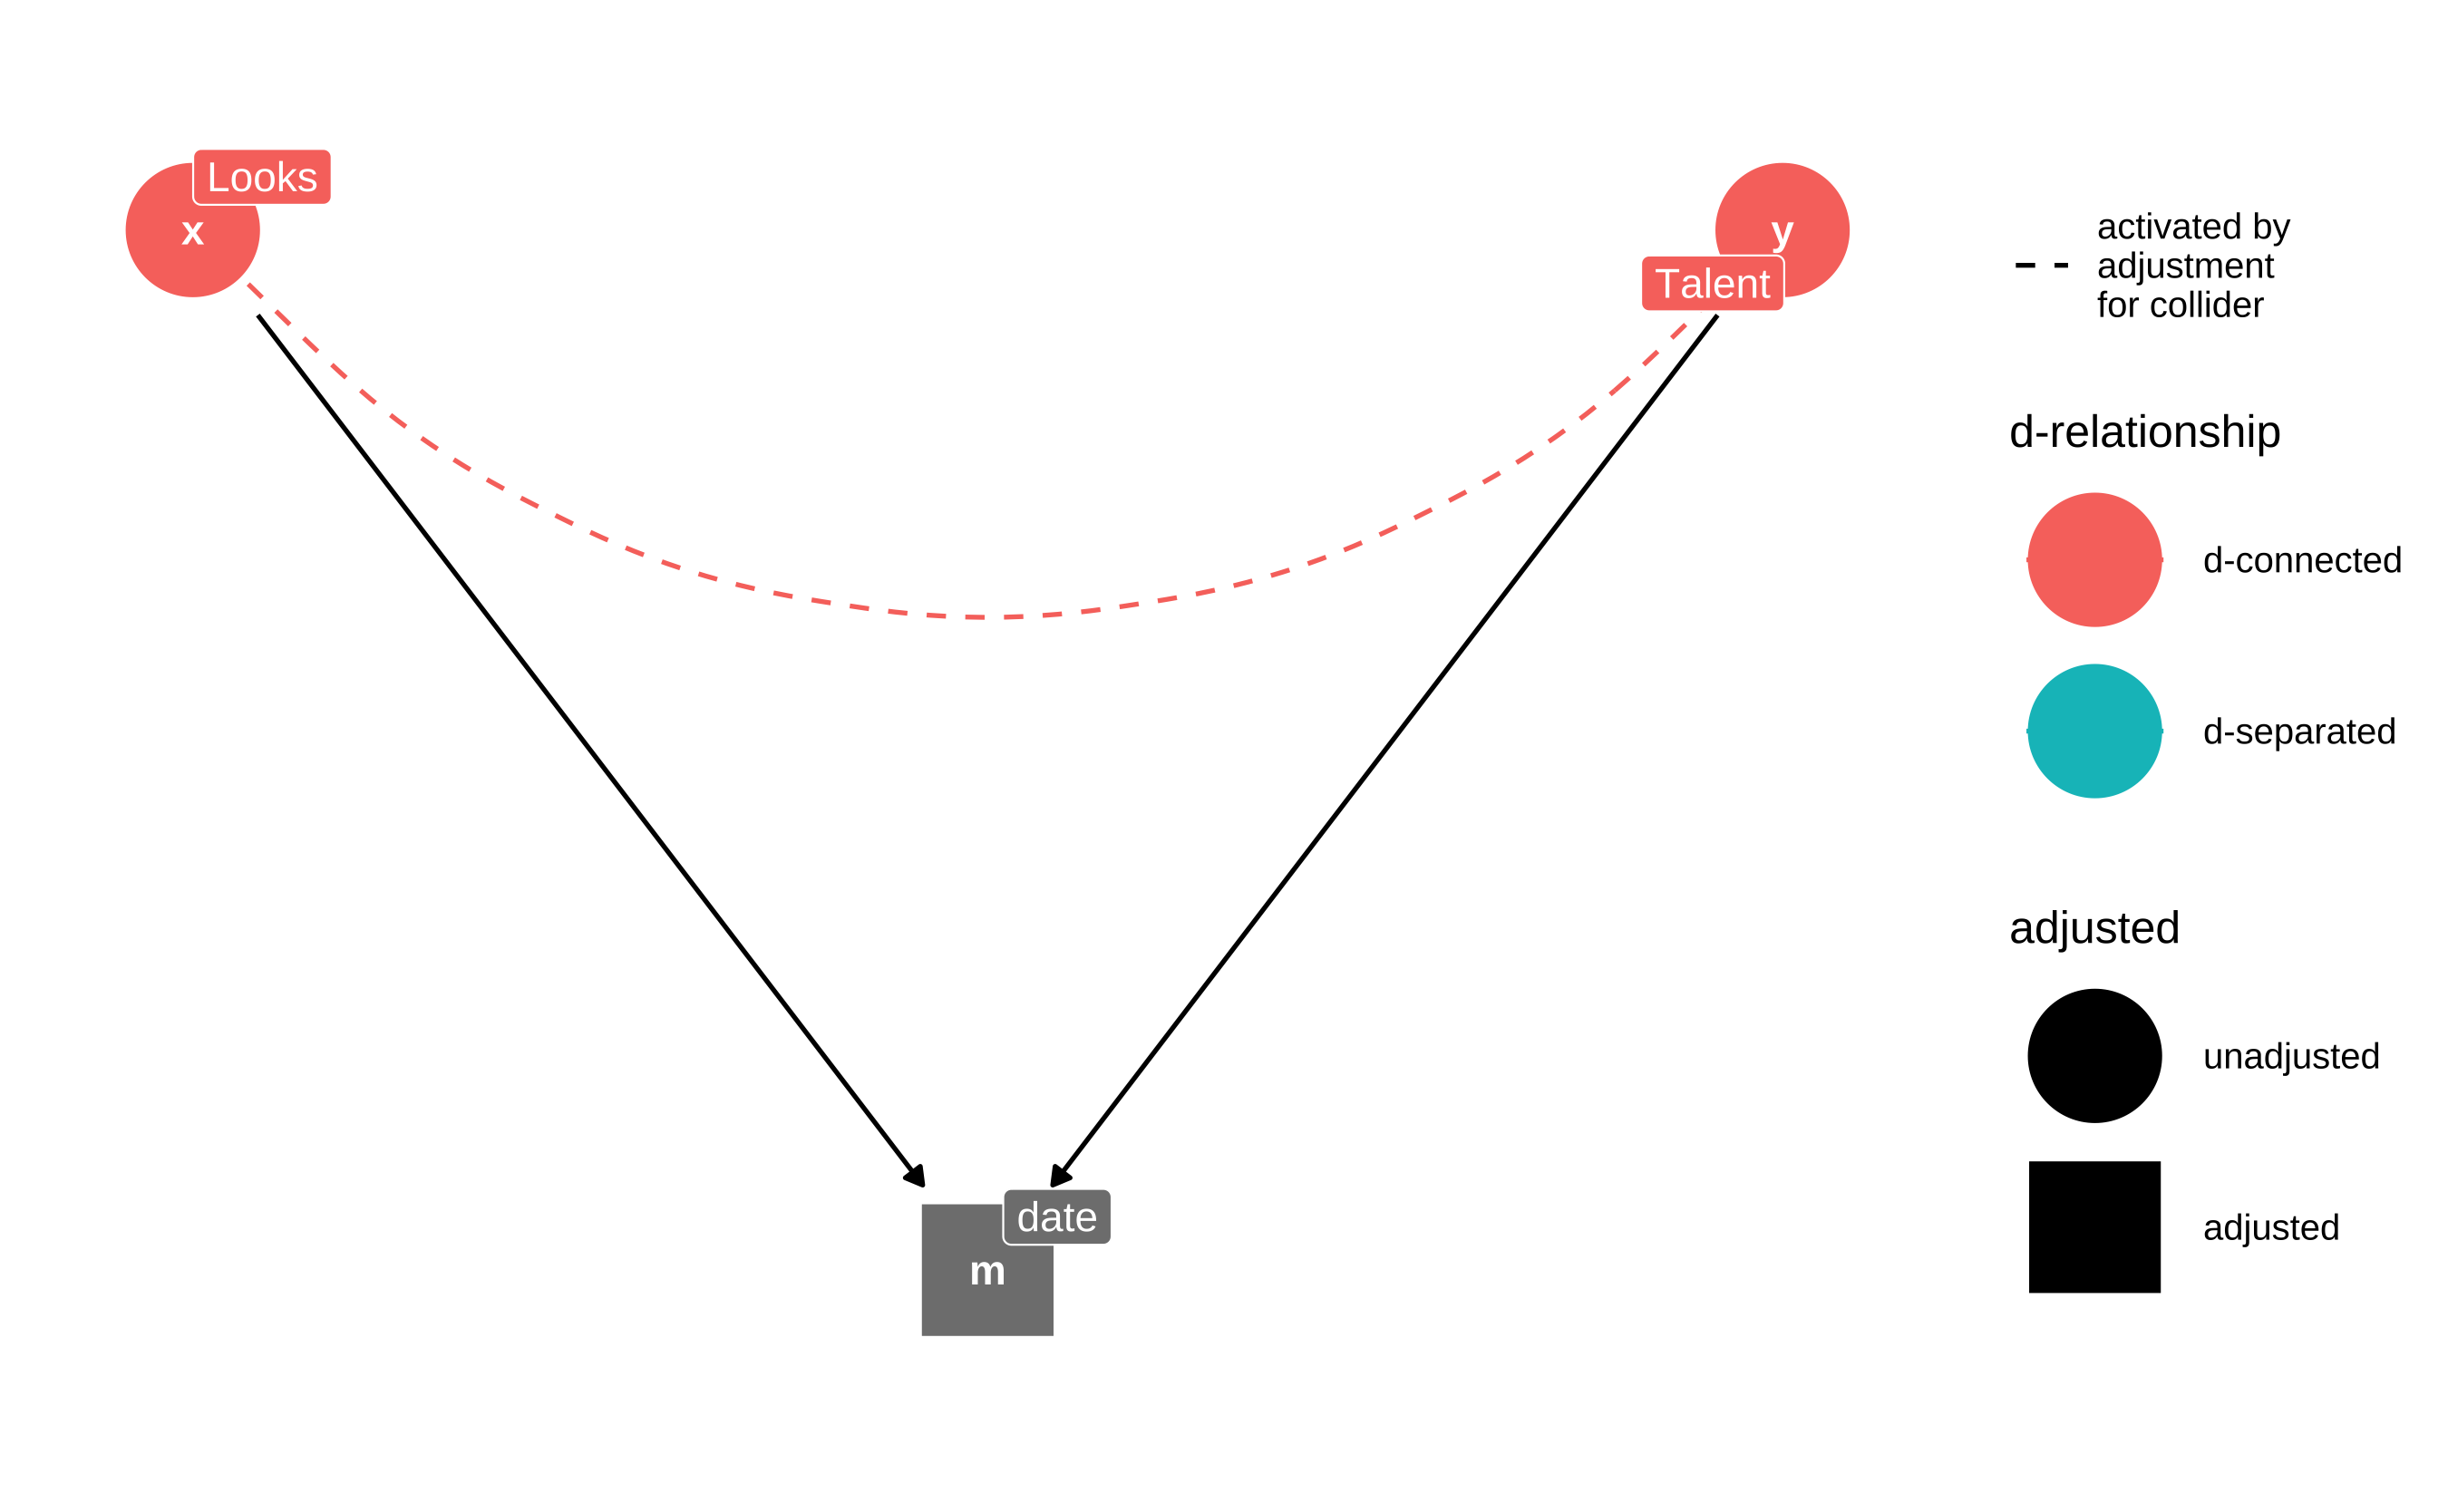 Looks
x
y
Talent
date
m
activated by
adjustment
for collider
d-relationship
d-connected
d-separated
adjusted
unadjusted
adjusted